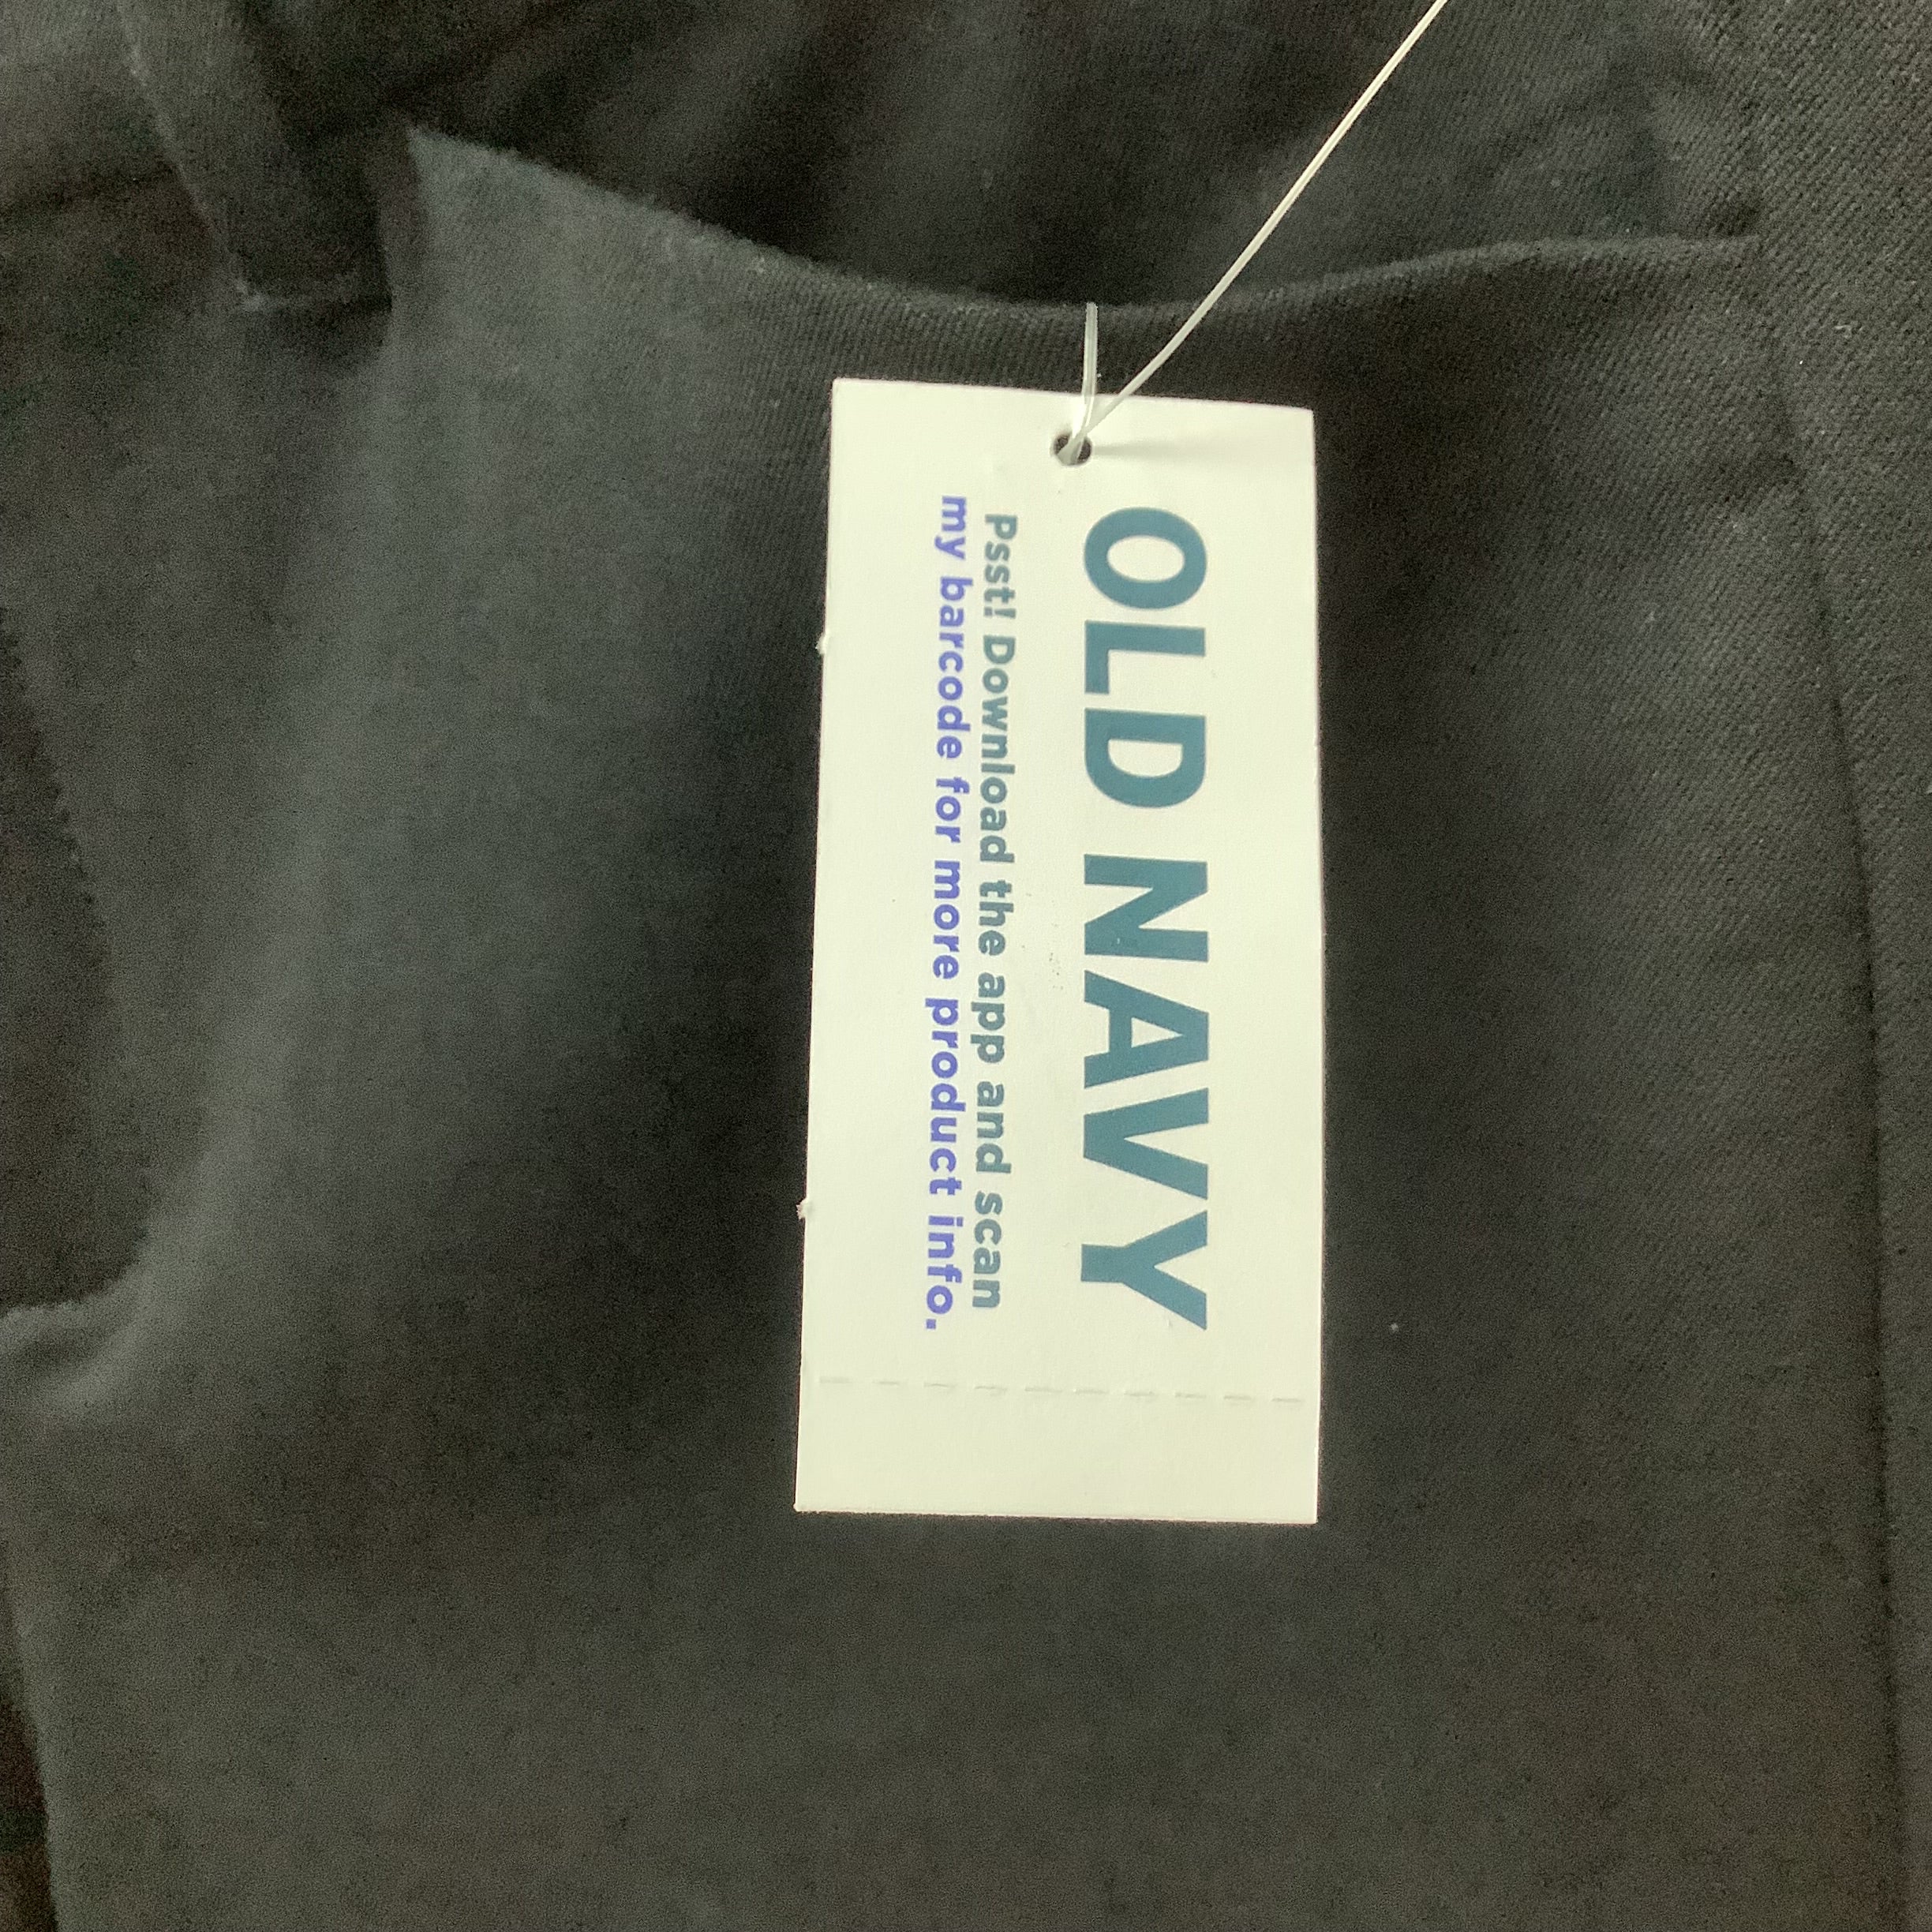 OLD NAVY
Psst! Download the app and scan
my barcode for more product info.